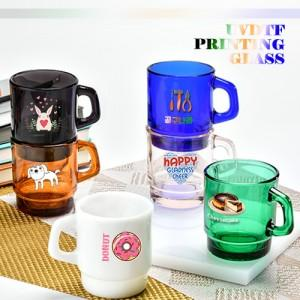 UVDTF
PRINTING
GLASS
HAPPY
GLADNESS
CHEER
DONUT